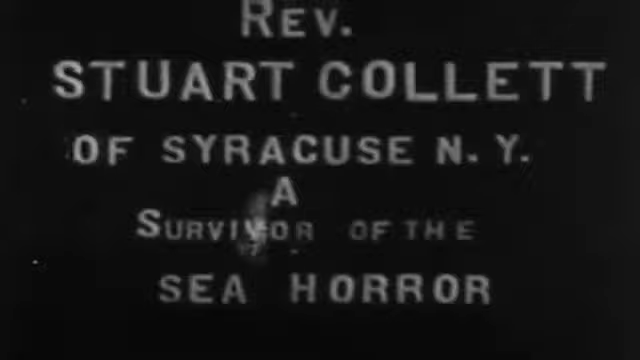 REV.
STUART COLLETT
OF SYRACUSE N.Y.
A
SURVIVOR OF THE
SEA HORROR